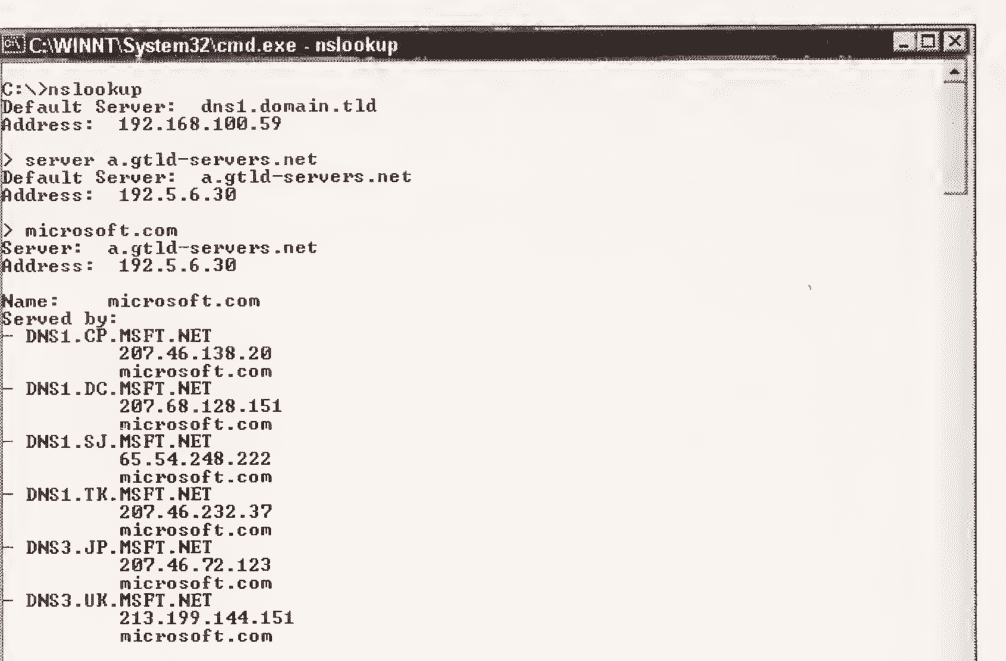 C:\WINNT\System32\cmd.exe - nslookup
C:\>nslookup
Default Server:  dns1.domain.tld
Address:  192.168.100.59
> server a.gtld-servers.net
Default Server:  a.gtld-servers.net
Address:  192.5.6.30
> microsoft.com
Server:  a.gtld-servers.net
Address:  192.5.6.30
Name:    microsoft.com
Served by:
- DNS1.CP.MSFT.NET
207.46.138.20
microsoft.com
- DNS1.DC.MSFT.NET
207.68.128.151
microsoft.com
- DNS1.SJ.MSFT.NET
65.54.248.222
microsoft.com
- DNS1.TK.MSFT.NET
207.46.232.37
microsoft.com
- DNS3.JP.MSFT.NET
207.46.72.123
microsoft.com
- DNS3.UK.MSFT.NET
213.199.144.151
microsoft.com